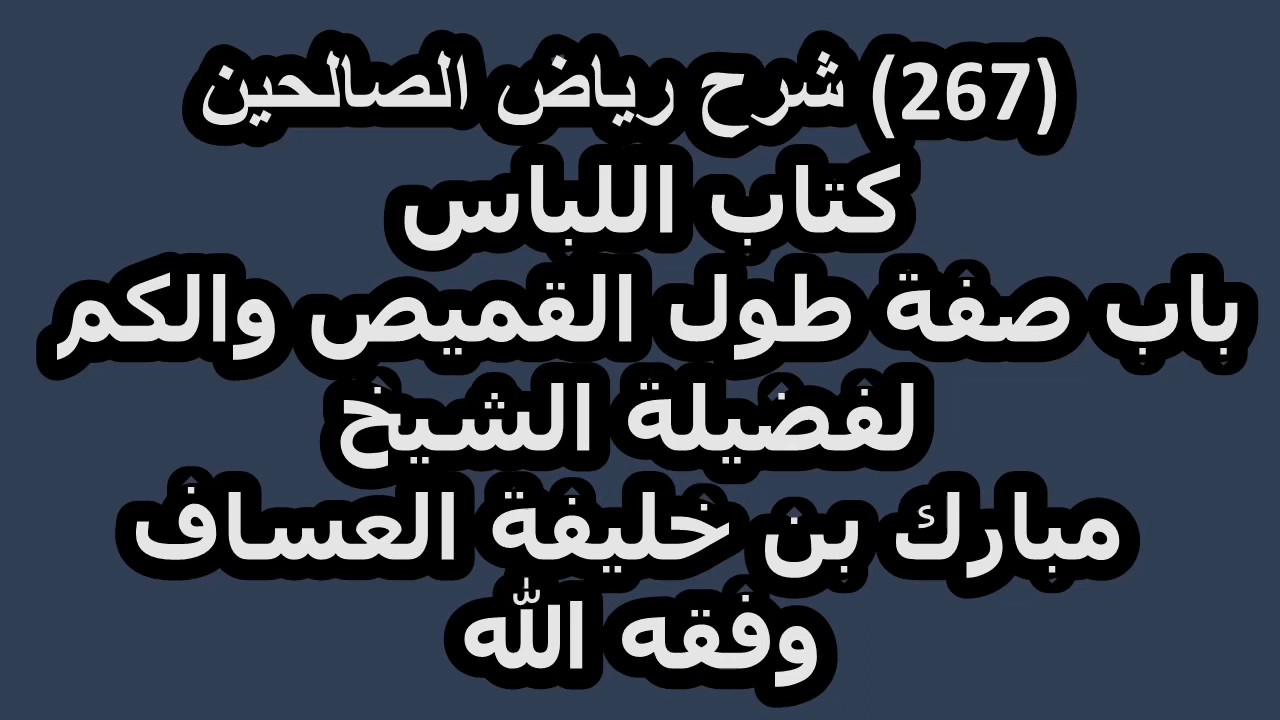 (267) شرح رياض الصالحين
كتاب اللباس
باب صفة طول القميص والكم
لفضيلة الشيخ
مبارك بن خليفة العساف
وفقه الله